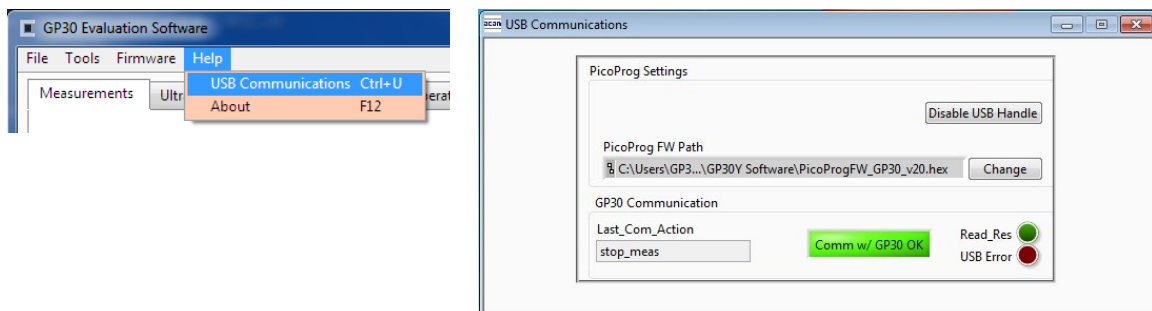 GP30 Evaluation Software
File Tools Firmware Help
USB Communications Ctrl+U
About F12
Measurements
acam USB Communications
PicoProg Settings
Disable USB Handle
PicoProg FW Path
C:\Users\GP3...\GP30Y Software\PicoProgFW_GP30_v20.hex Change
GP30 Communication
Last_Com_Action
stop_meas
Comm w/ GP30 OK
Read_Res
USB Error